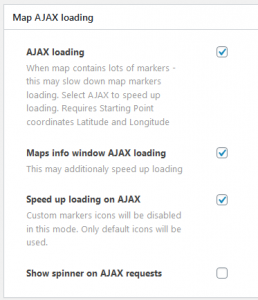 Map AJAX loading
AJAX loading
When map contains lots of markers -
this may slow down map markers
loading. Select AJAX to speed up
loading. Requires Starting Point
coordinates Latitude and Longitude
Maps info window AJAX loading
This may additionaly speed up loading
Speed up loading on AJAX
Custom markers icons will be disabled
in this mode. Only default icons will be
used.
Show spinner on AJAX requests